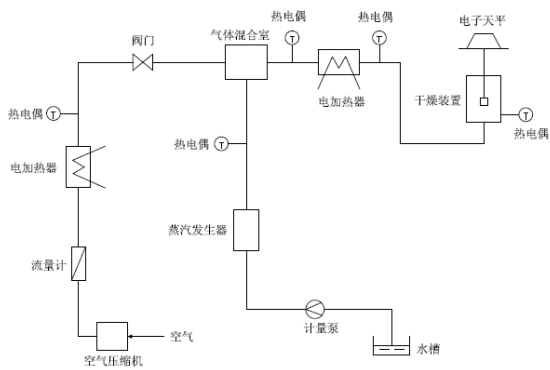 热电偶
热电偶
电子天平
阀门
气体混合室
T
T
电加热器
干燥装置
热电偶
T
T
热电偶
热电偶
T
电加热器
蒸汽发生器
流量计
计量泵
空气
水槽
空气压缩机